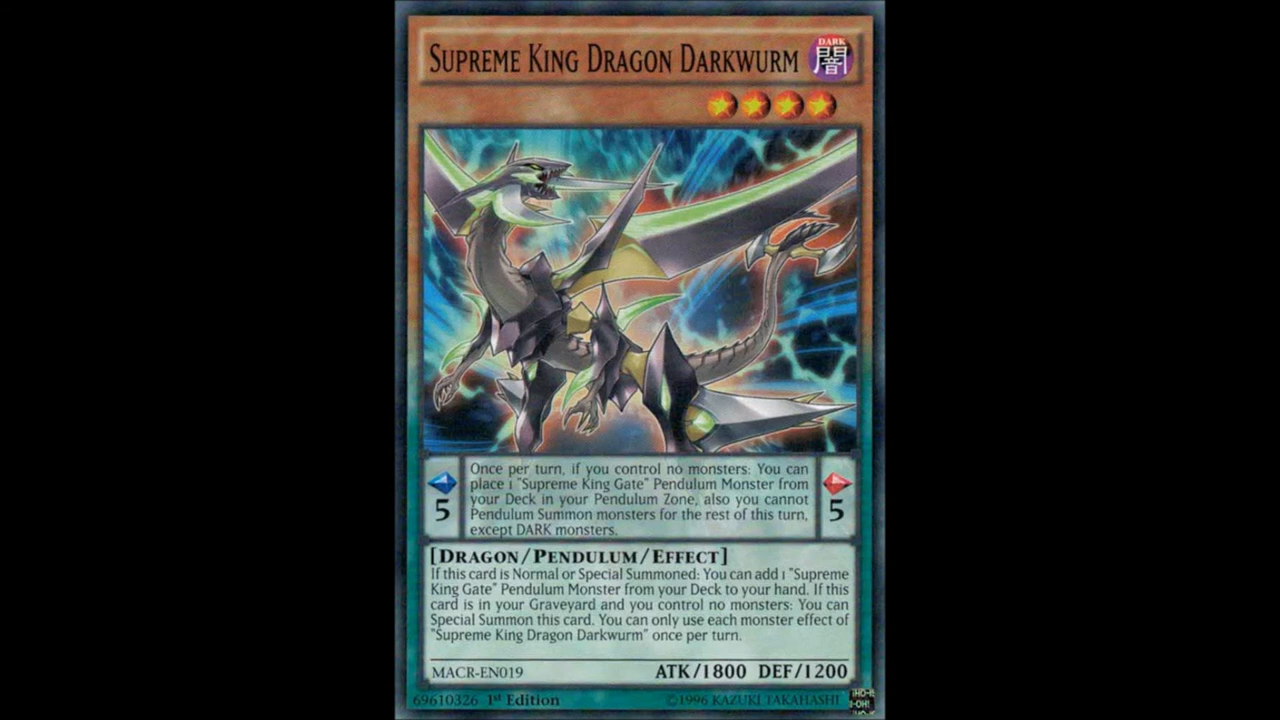 SUPREME KING DRAGON DARKWURM
DARK
闇
Once per turn, if you control no monsters: You can
place 1 "Supreme King Gate" Pendulum Monster from
your Deck in your Pendulum Zone, also you cannot
Pendulum Summon monsters for the rest of this turn,
except DARK monsters.
5
5
[DRAGON/PENDULUM/EFFECT]
If this card is Normal or Special Summoned: You can add 1 "Supreme
King Gate" Pendulum Monster from your Deck to your hand. If this
card is in your Graveyard and you control no monsters: You can
Special Summon this card. You can only use each monster effect of
"Supreme King Dragon Darkwurm" once per turn.
MACR-EN019
ATK/1800 DEF/1200
69610326 1st Edition
©1996 KAZUKI TAKAHASHI